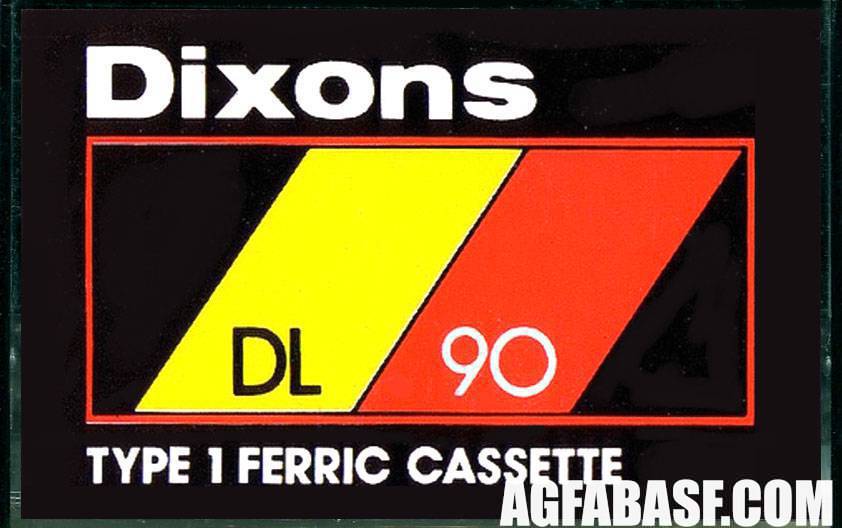 Dixons
DL 90
TYPE 1 FERRIC CASSETTE
AGFABASF.COM